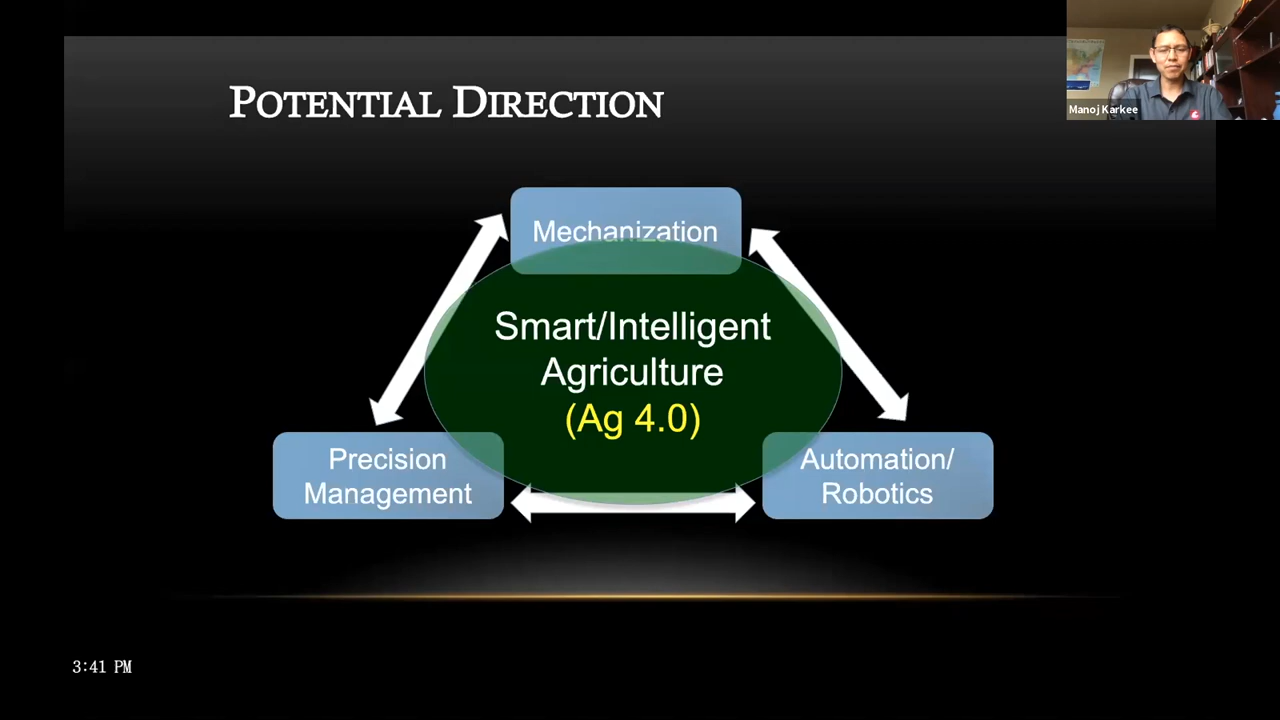 POTENTIAL DIRECTION
Manoj Karkee
Mechanization
Smart/Intelligent
Agriculture
(Ag 4.0)
Precision
Management
Automation/
Robotics
3:41 PM